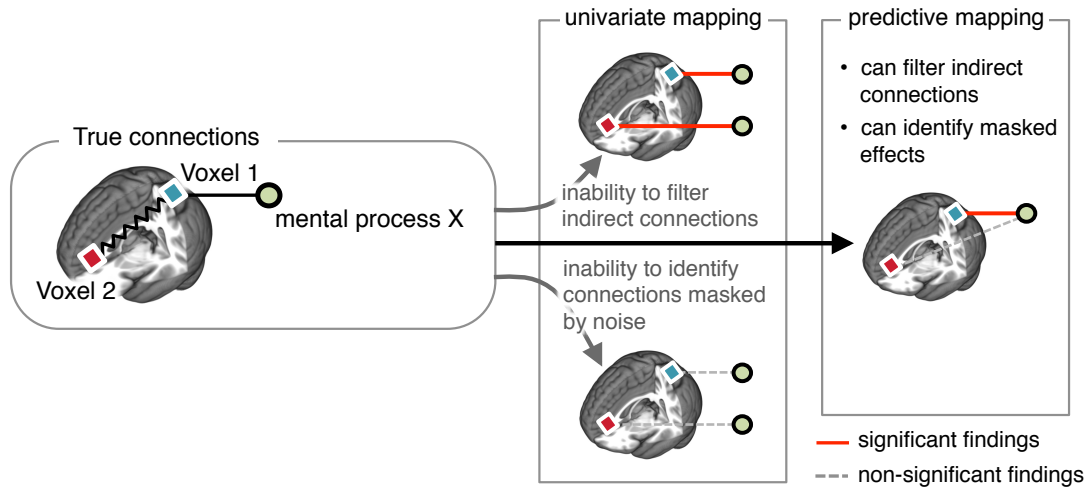 univariate mapping
predictive mapping
• can filter indirect
connections
• can identify masked
effects
True connections
Voxel 1
mental process X
Voxel 2
inability to filter
indirect connections
inability to identify
connections masked
by noise
significant findings
non-significant findings